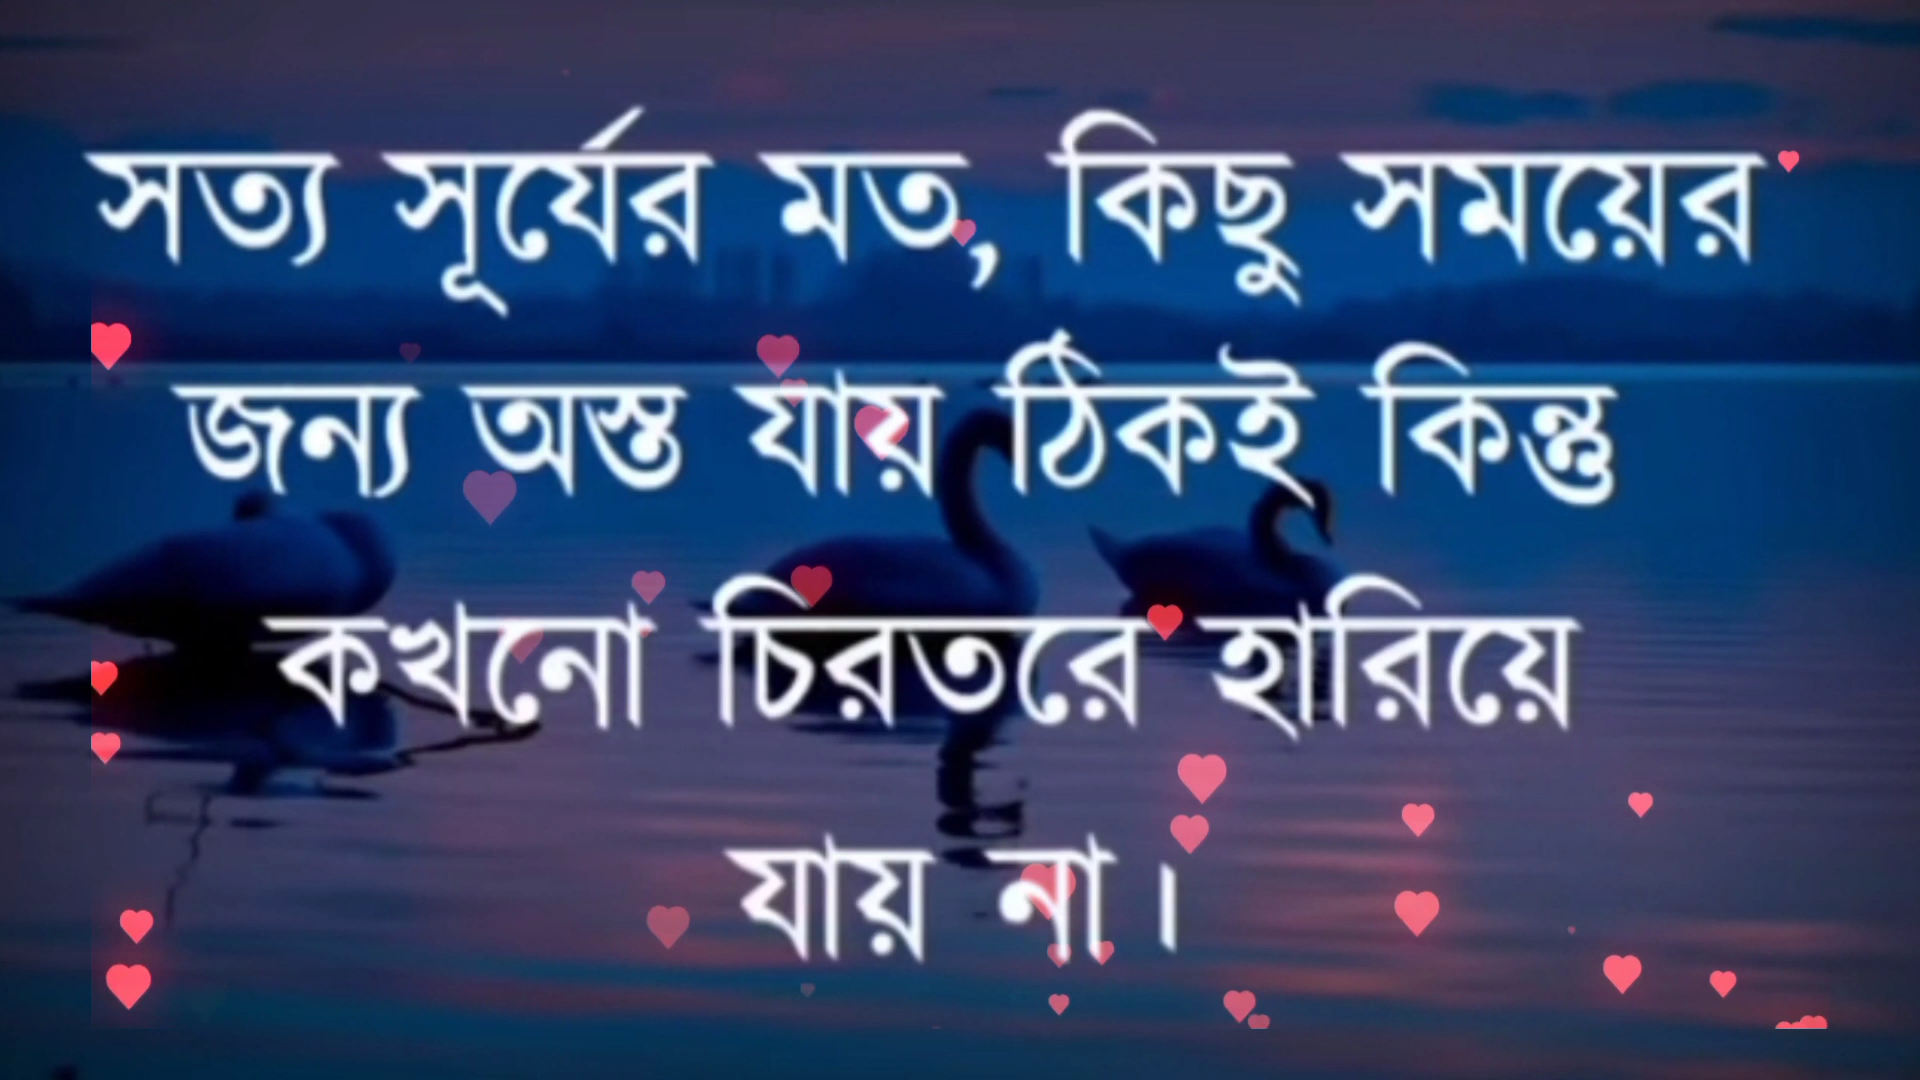 সত্য সূর্যের মত, কিছু সময়ের
জন্য অস্ত যায় ঠিকই কিন্তু
কখনো চিরতরে হারিয়ে
যায় না।